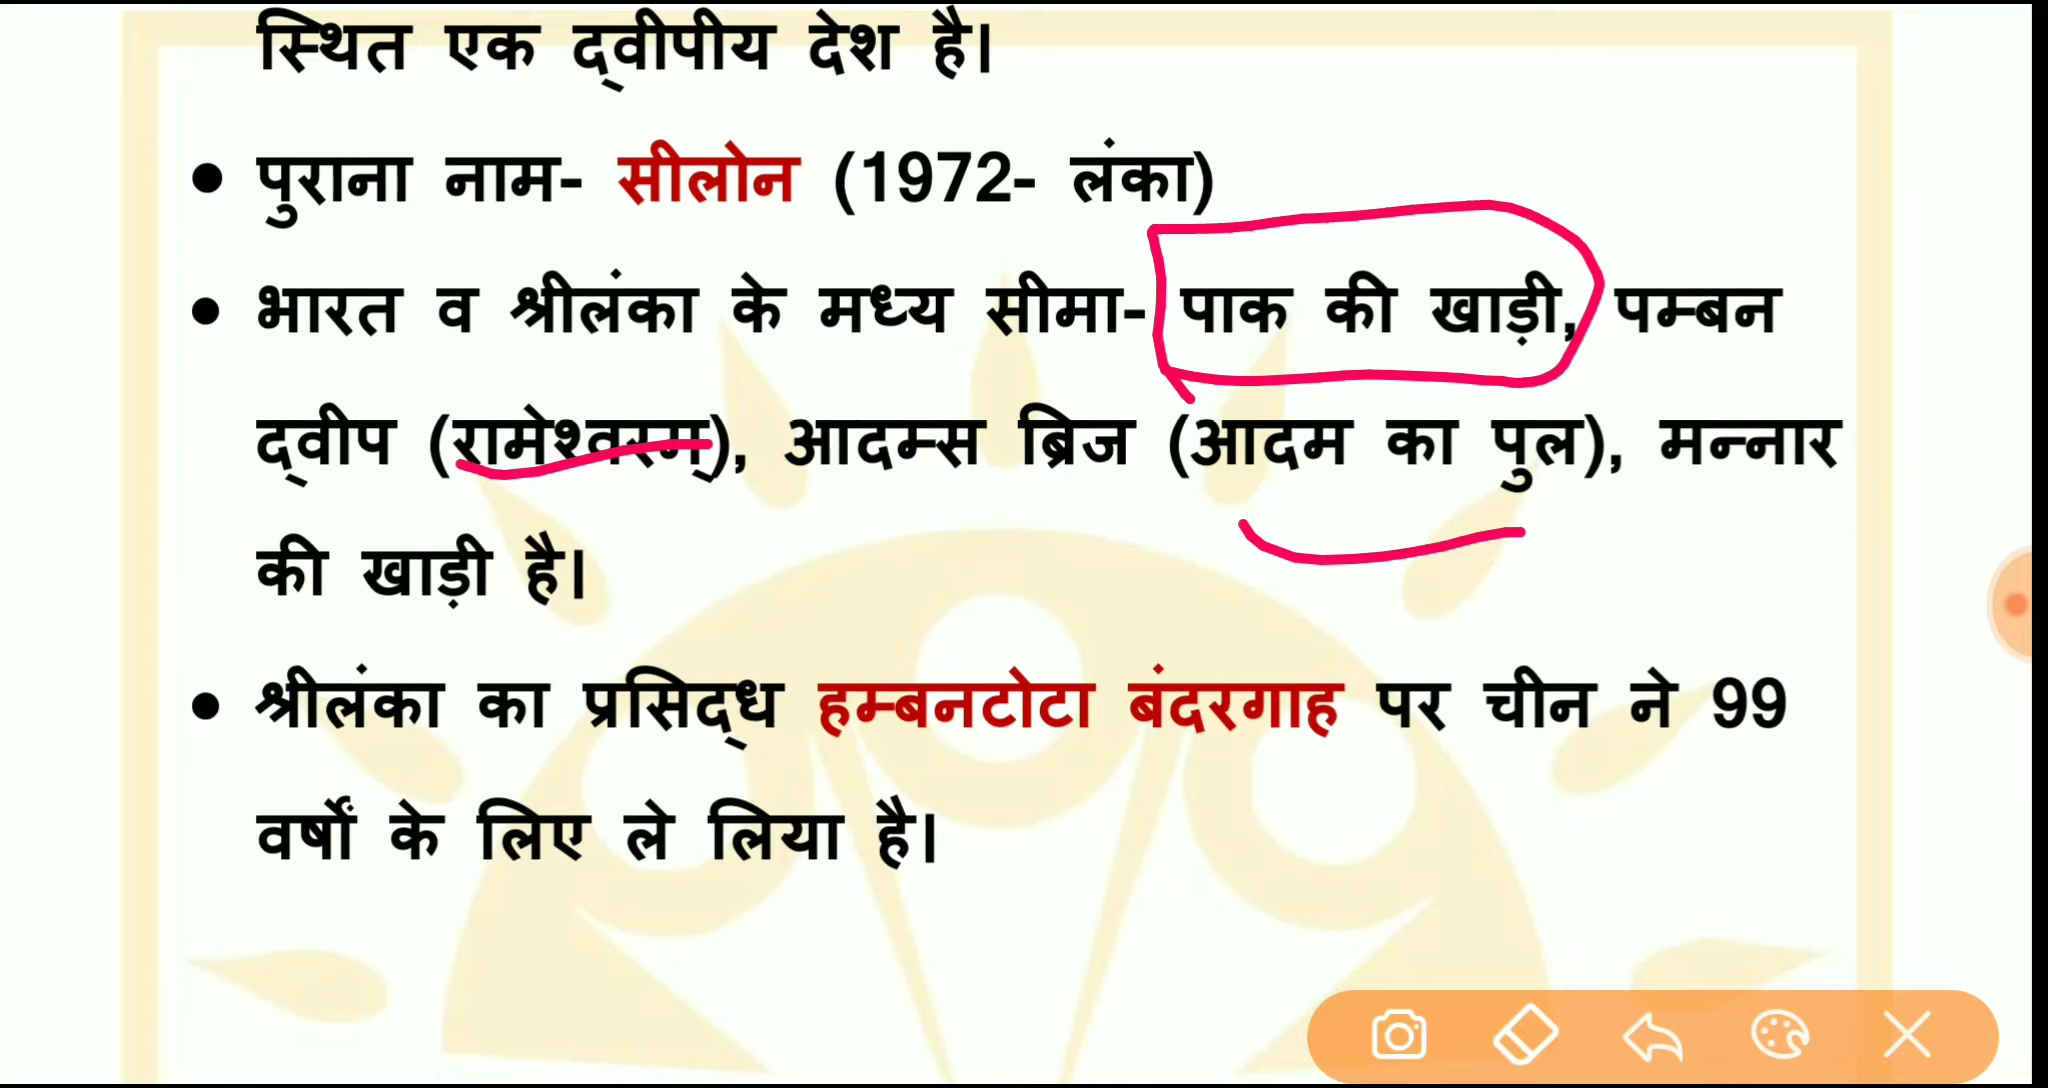 स्थित एक द्वीपीय देश है।
● पुराना नाम- सीलोन (1972- लंका)
● भारत व श्रीलंका के मध्य सीमा- पाक की खाड़ी, पम्बन
द्वीप (रामेश्वरम्), आदम्स ब्रिज (आदम का पुल), मन्नार
की खाड़ी है।
● श्रीलंका का प्रसिद्ध हम्बनटोटा बंदरगाह पर चीन ने 99
वर्षों के लिए ले लिया है।